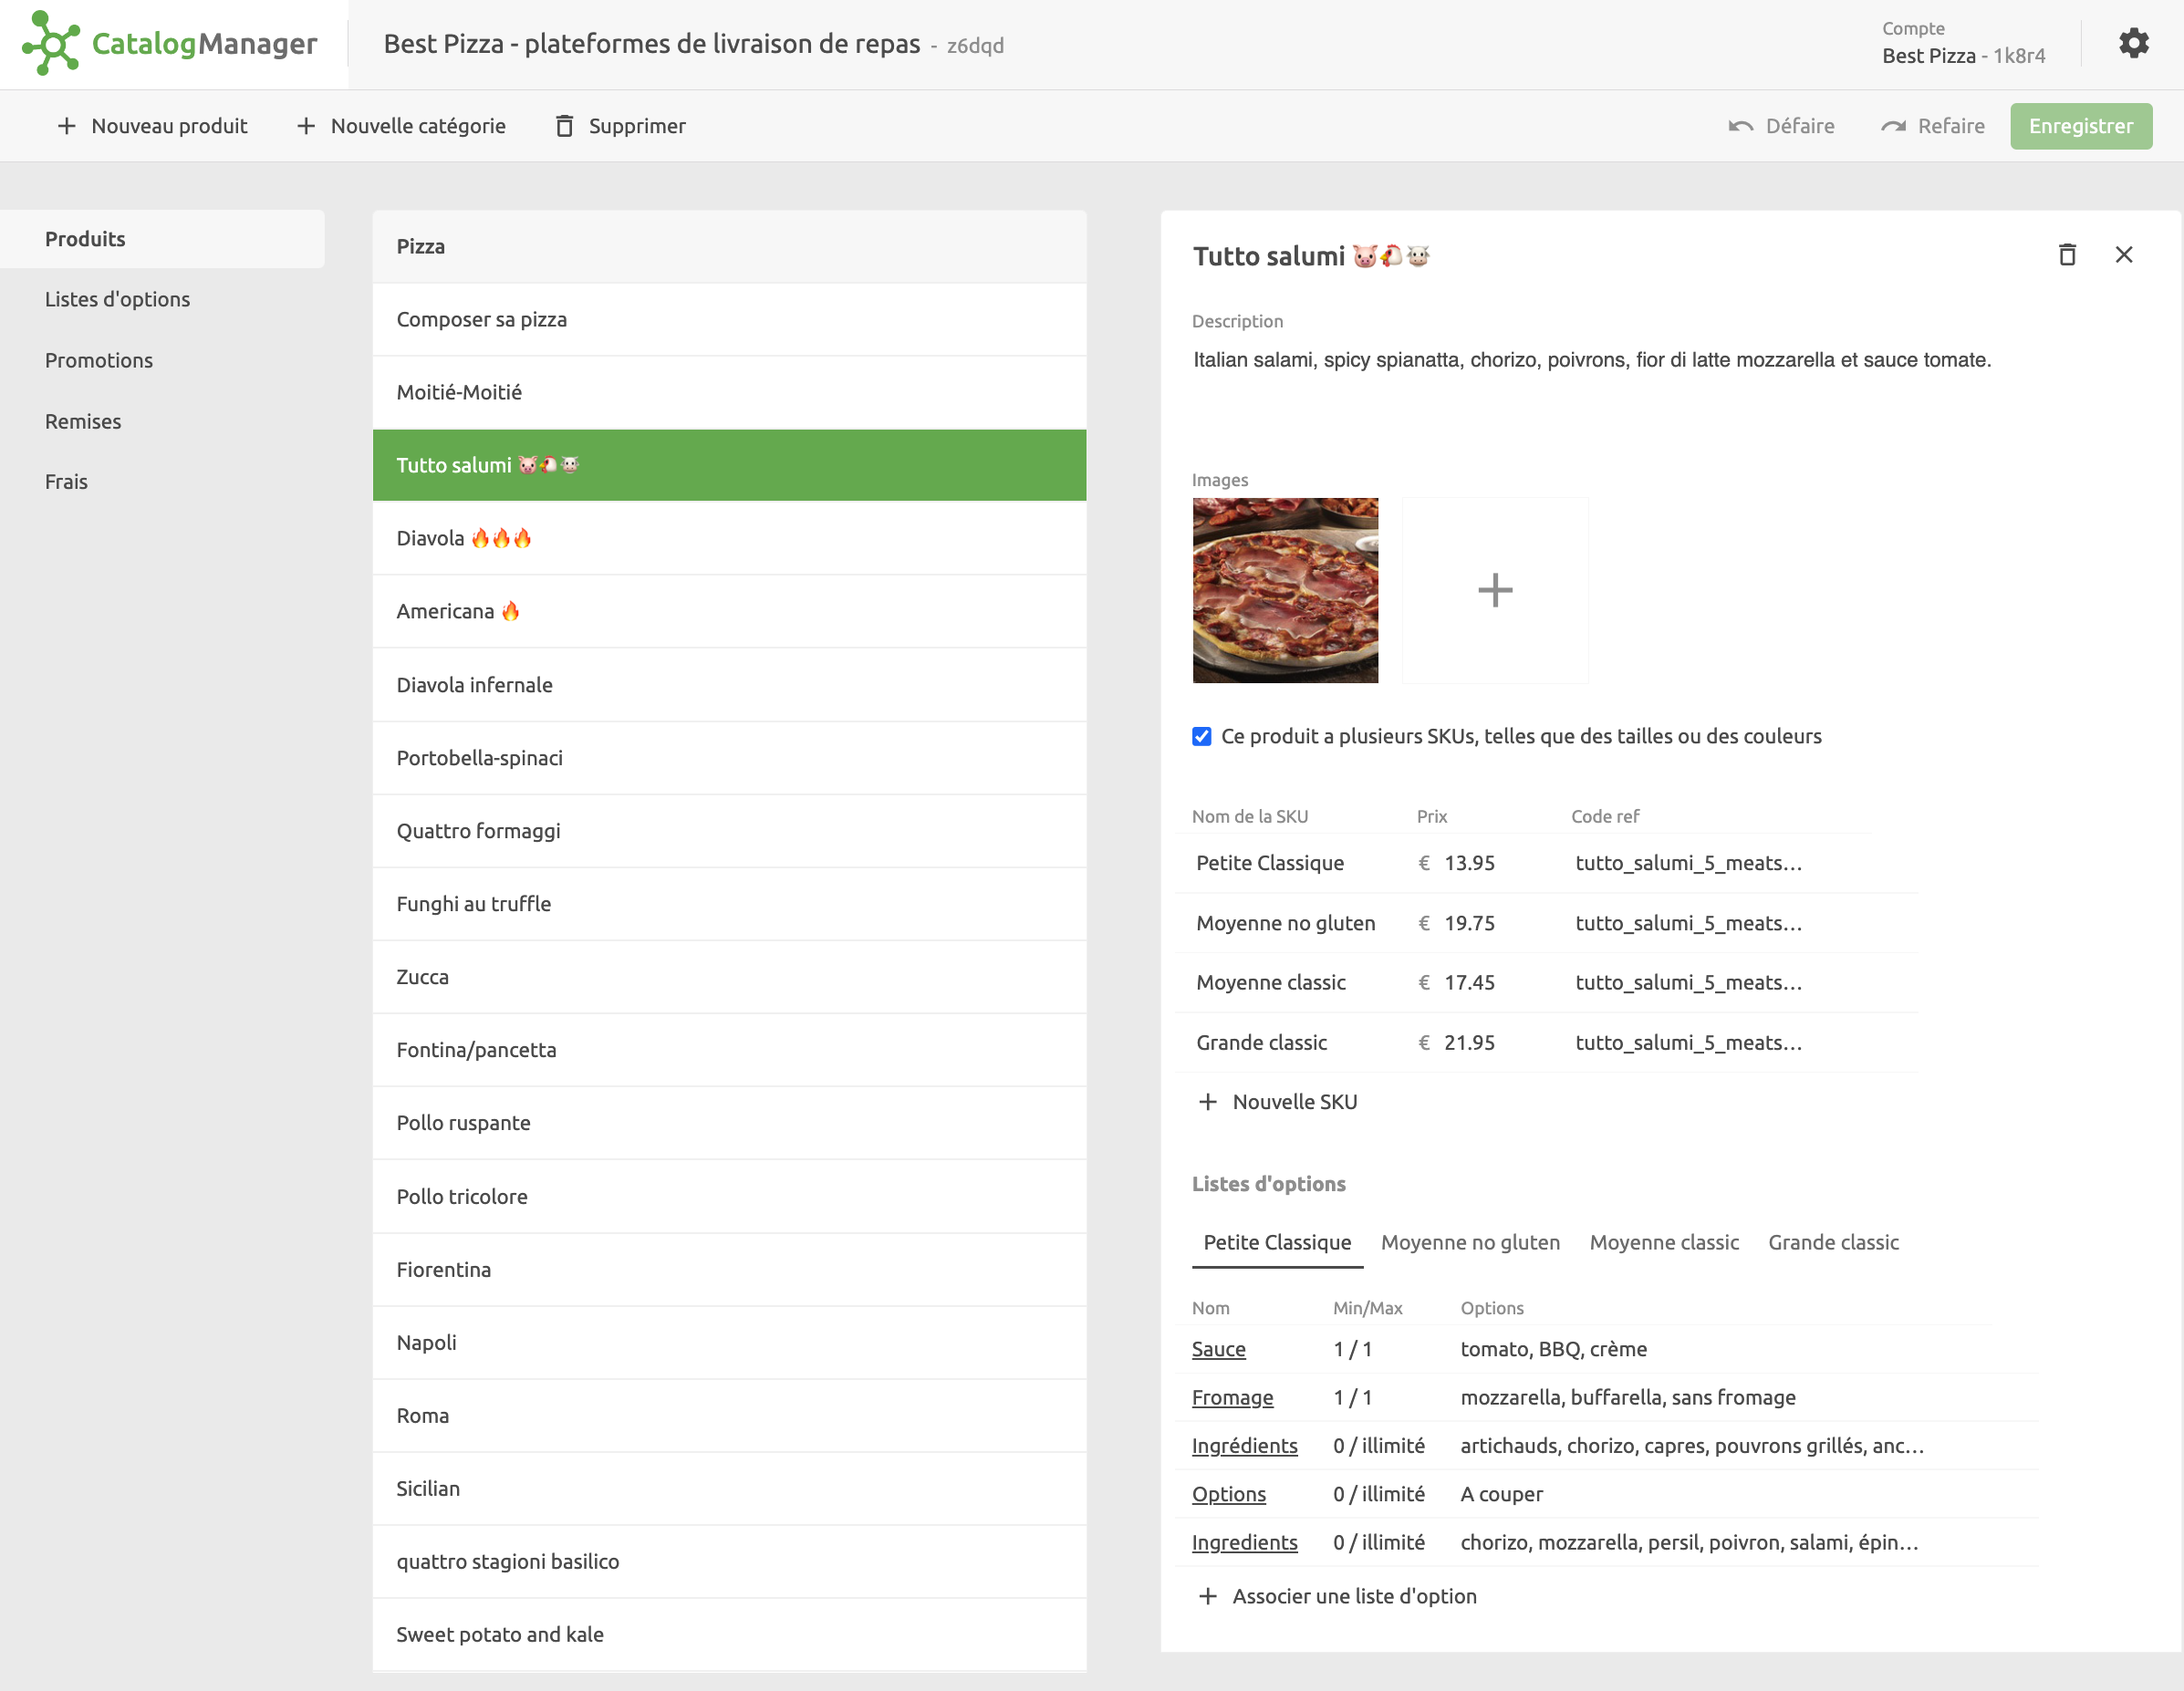 CatalogManager
Best Pizza - plateformes de livraison de repas - z6dqd
Compte
Best Pizza - 1k8r4
Nouveau produit
Nouvelle catégorie
Supprimer
Défaire
Refaire
Enregistrer
Produits
Listes d'options
Promotions
Remises
Frais
Pizza
Composer sa pizza
Moitié-Moitié
Tutto salumi 🐷🐔🐮
Diavola 🔥🔥🔥
Americana 🔥
Diavola infernale
Portobella-spinaci
Quattro formaggi
Funghi au truffle
Zucca
Fontina/pancetta
Pollo ruspante
Pollo tricolore
Fiorentina
Napoli
Roma
Sicilian
quattro stagioni basilico
Sweet potato and kale
Tutto salumi 🐷🐔🐮
Description
Italian salami, spicy spianatta, chorizo, poivrons, fior di latte mozzarella et sauce tomate.
Images
Ce produit a plusieurs SKUs, telles que des tailles ou des couleurs
Nom de la SKU Prix Code ref
Petite Classique € 13.95 tutto_salumi_5_meats...
Moyenne no gluten € 19.75 tutto_salumi_5_meats...
Moyenne classic € 17.45 tutto_salumi_5_meats...
Grande classic € 21.95 tutto_salumi_5_meats...
Nouvelle SKU
Listes d'options
Petite Classique Moyenne no gluten Moyenne classic Grande classic
Nom Min/Max Options
Sauce 1 / 1 tomato, BBQ, crème
Fromage 1 / 1 mozzarella, buffarella, sans fromage
Ingrédients 0 / illimité artichauds, chorizo, capres, pouvrons grillés, anc...
Options 0 / illimité A couper
Ingredients 0 / illimité chorizo, mozzarella, persil, poivron, salami, épin...
Associer une liste d'option